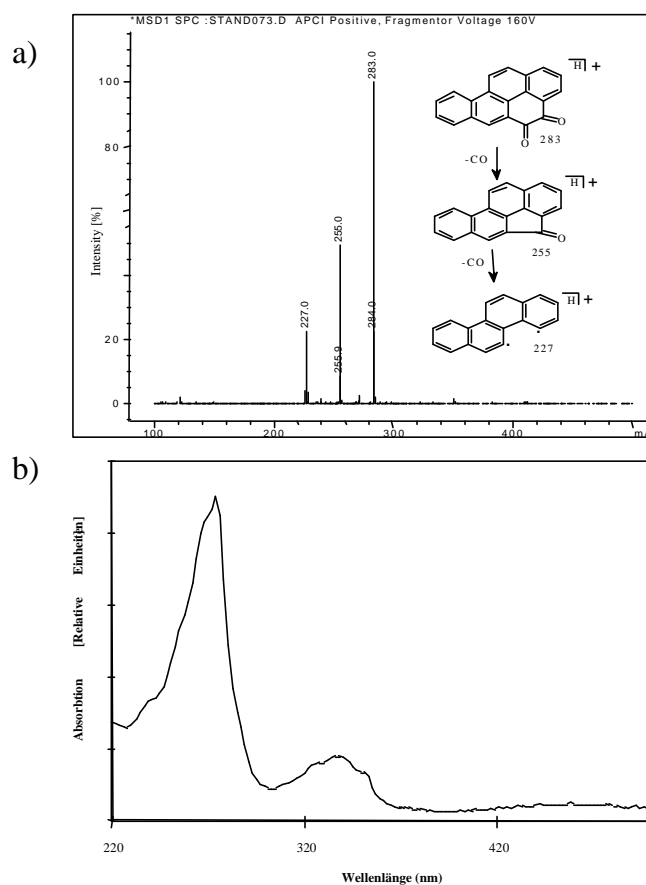 *MSD1 SPC :STAND073.D APCI Positive, Fragmentor Voltage 160V
a)
100
80
20
0
Intensity [%]
227.0
255.0
255.9
283.0
284.0
H +
O
O
283
-CO
H +
O
255
-CO
H +
227
100
200
300
400
m/
b)
Absorbtion [Relative Einheiten]
220
320
420
Wellenlänge (nm)